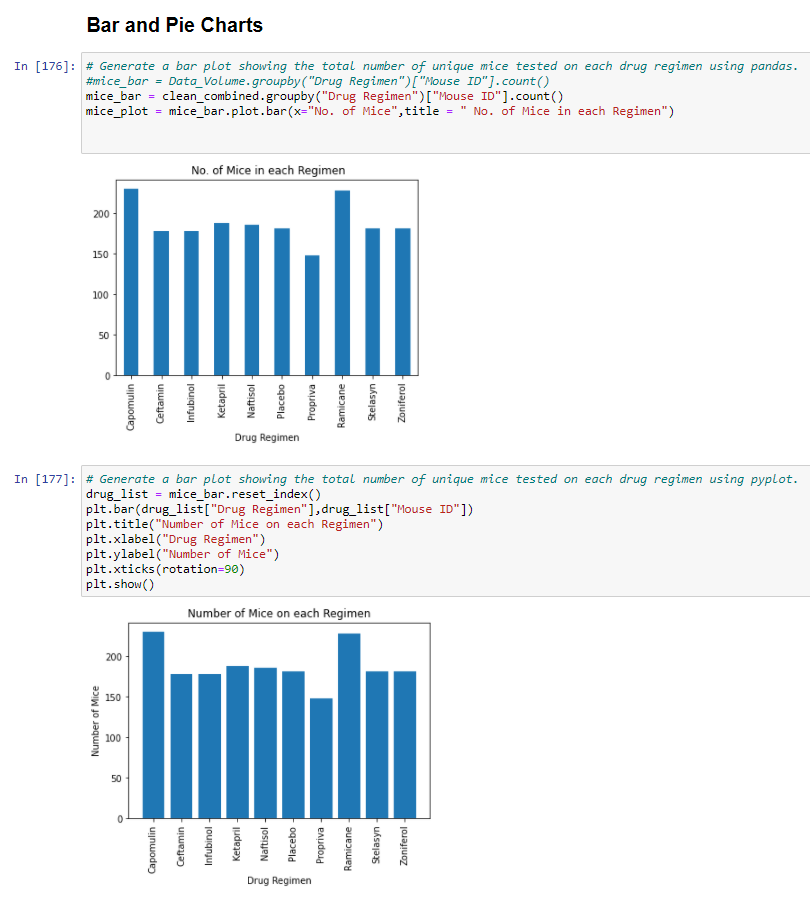 Bar and Pie Charts
In [176]: # Generate a bar plot showing the total number of unique mice tested on each drug regimen using pandas.
#mice_bar = Data_Volume.groupby("Drug Regimen")["Mouse ID"].count()
mice_bar = clean_combined.groupby("Drug Regimen")["Mouse ID"].count()
mice_plot = mice_bar.plot.bar(x="No. of Mice",title = " No. of Mice in each Regimen")
No. of Mice in each Regimen
200
150
100
50
0
Capomulin
Ceftamin
Infubinol
Ketapril
Naftisol
Placebo
Propriva
Ramicane
Stelasyn
Zoniferol
Drug Regimen
In [177]: # Generate a bar plot showing the total number of unique mice tested on each drug regimen using pyplot.
drug_list = mice_bar.reset_index()
plt.bar(drug_list["Drug Regimen"],drug_list["Mouse ID"])
plt.title("Number of Mice on each Regimen")
plt.xlabel("Drug Regimen")
plt.ylabel("Number of Mice")
plt.xticks(rotation=90)
plt.show()
Number of Mice on each Regimen
Number of Mice
200
150
100
50
0
Capomulin
Ceftamin
Infubinol
Ketapril
Naftisol
Placebo
Propriva
Ramicane
Stelasyn
Zoniferol
Drug Regimen